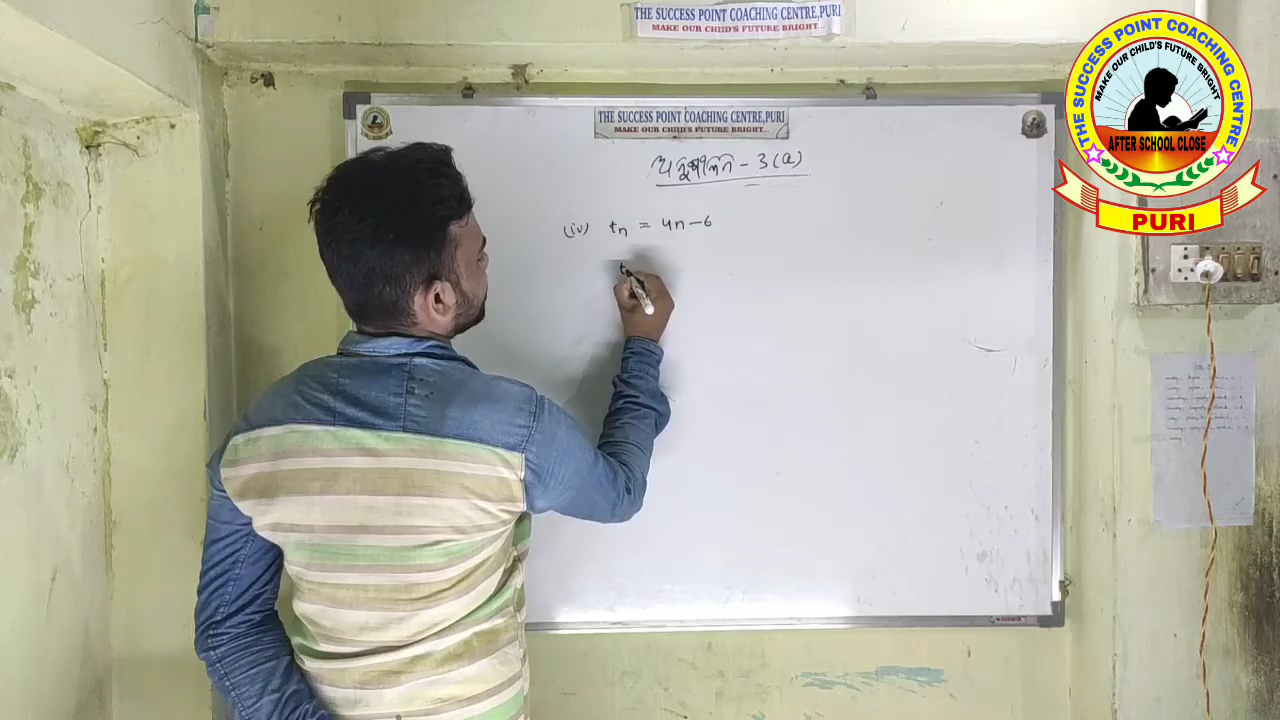 THE SUCCESS POINT COACHING CENTRE,PURI
MAKE OUR CHILD'S FUTURE BRIGHT...
THE SUCCESS POINT COACHING CENTRE,PURI
MAKE OUR CHILD'S FUTURE BRIGHT...
ଅନୁଶୀଳନୀ - 3 (a)
(iv) tn = 4n - 6
t
THE SUCCESS POINT COACHING CENTRE
MAKE OUR CHILD'S FUTURE BRIGHT
AFTER SCHOOL CLOSE
PURI